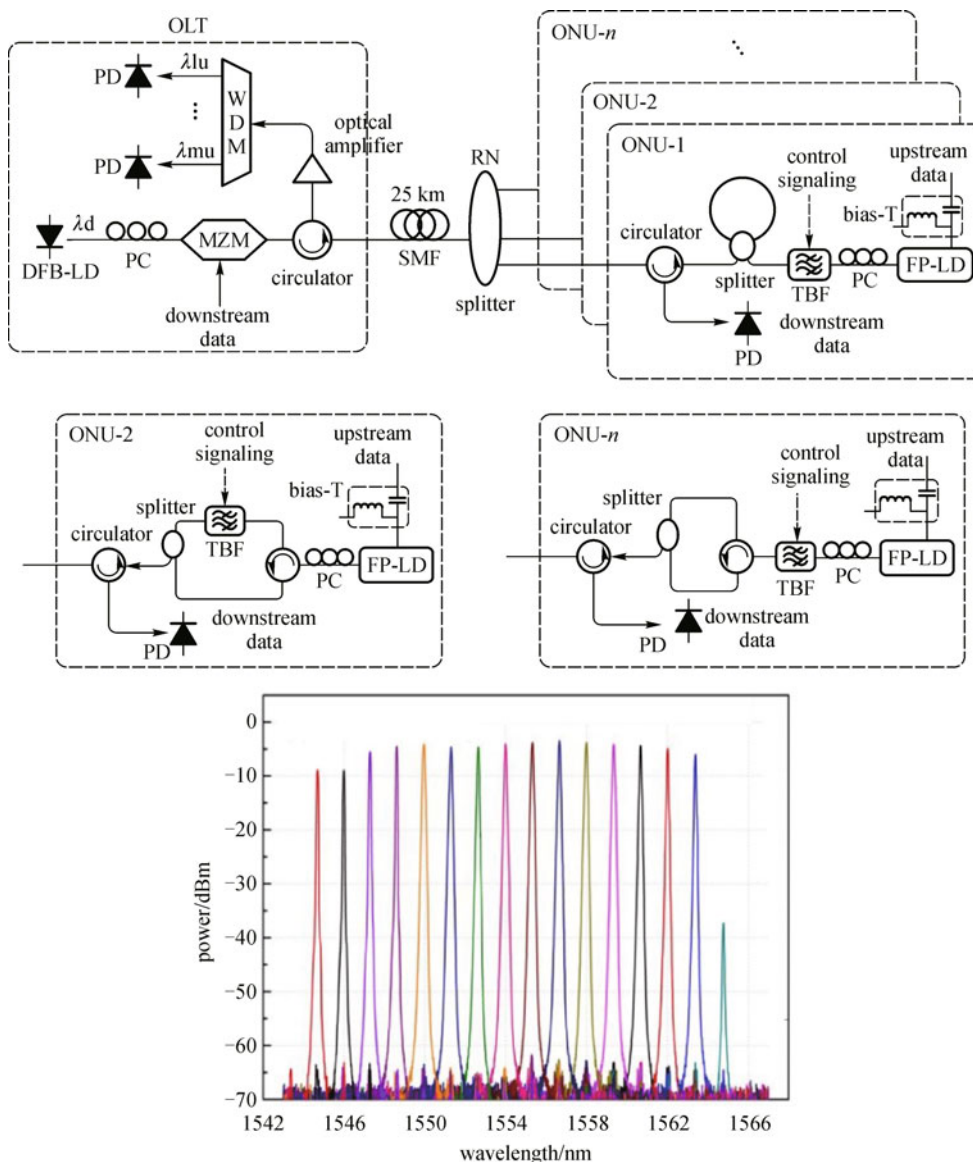 OLT
PD
λlu
WDM
PD
λmu
optical
amplifier
λd
DFB-LD
PC
MZM
circulator
downstream
data
25 km
SMF
RN
splitter
ONU-n
ONU-2
ONU-1
control
signaling
upstream
data
bias-T
circulator
splitter
TBF
PC
FP-LD
downstream
data
PD
ONU-2
control
signaling
upstream
data
bias-T
splitter
circulator
TBF
PC
FP-LD
downstream
data
PD
ONU-n
control
signaling
upstream
data
bias-T
splitter
circulator
TBF
PC
FP-LD
downstream
data
PD
power/dBm
0
−10
−20
−30
−40
−50
−60
−70
1542 1546 1550 1554 1558 1562 1566
wavelength/nm